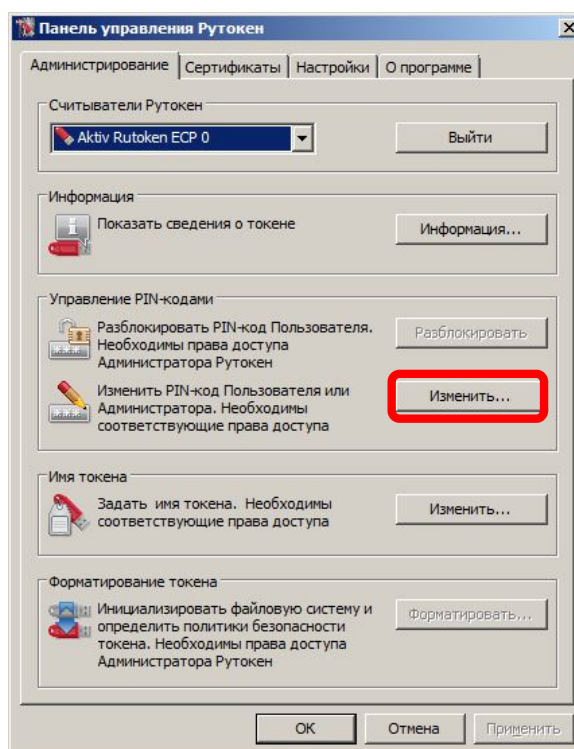 Панель управления Рутокен
Администрирование Сертификаты Настройки О программе
Считыватели Рутокен
Aktiv Rutoken ECP 0
Выйти
Информация
Показать сведения о токене
Информация...
Управление PIN-кодами
Разблокировать PIN-код Пользователя.
Необходимы права доступа
Администратора Рутокен
Разблокировать
Изменить PIN-код Пользователя или
Администратора. Необходимы
соответствующие права доступа
Изменить...
Имя токена
Задать имя токена. Необходимы
соответствующие права доступа
Изменить...
Форматирование токена
Инициализировать файловую систему и
определить политики безопасности
токена. Необходимы права доступа
Администратора Рутокен
Форматировать...
ОК Отмена Применить